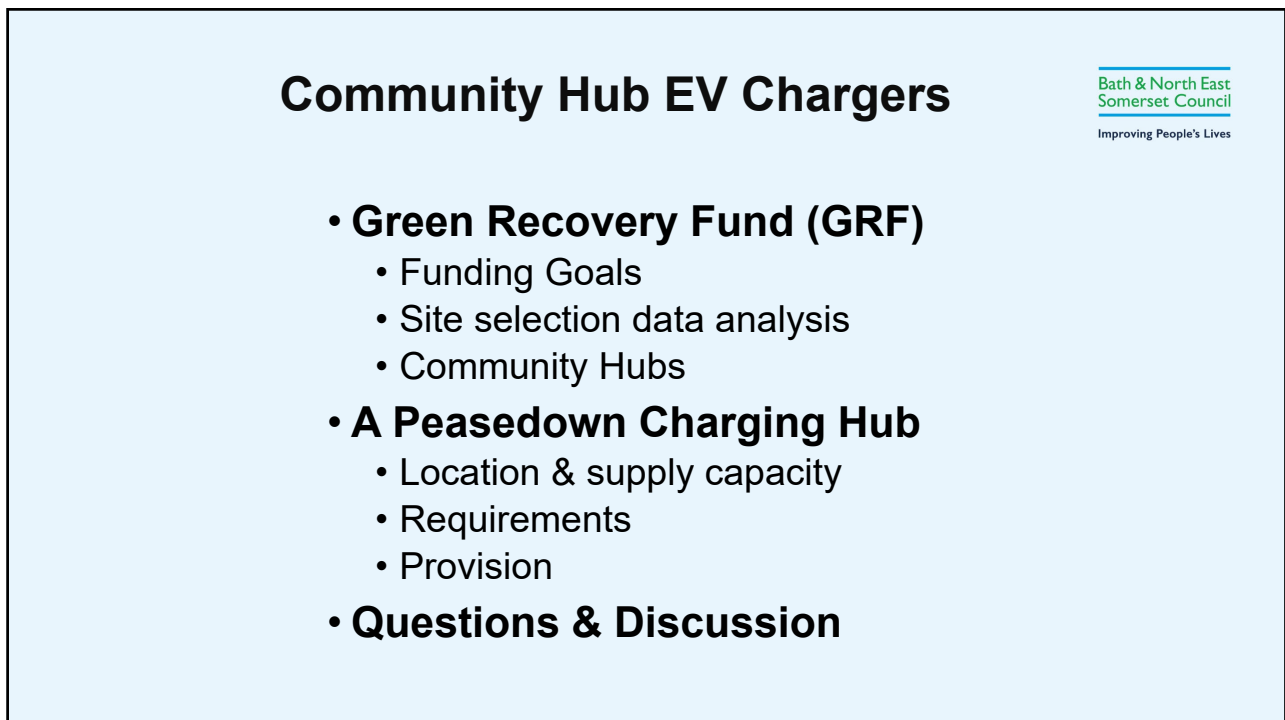 Community Hub EV Chargers
Bath & North East
Somerset Council
Improving People's Lives
• Green Recovery Fund (GRF)
• Funding Goals
• Site selection data analysis
• Community Hubs
• A Peasedown Charging Hub
• Location & supply capacity
• Requirements
• Provision
• Questions & Discussion